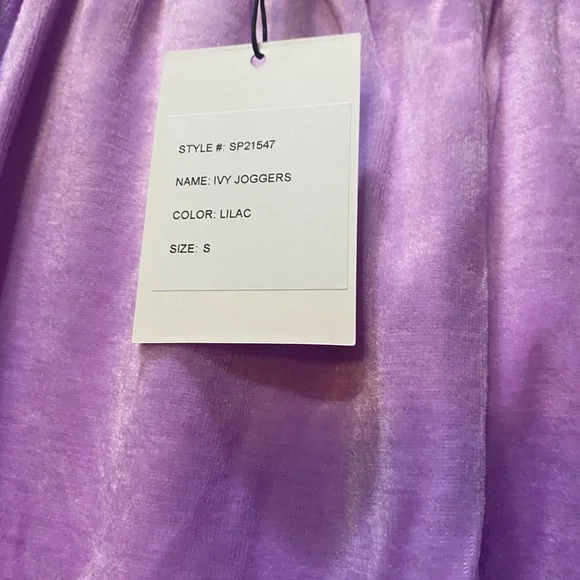 STYLE #: SP21547
NAME: IVY JOGGERS
COLOR: LILAC
SIZE: S